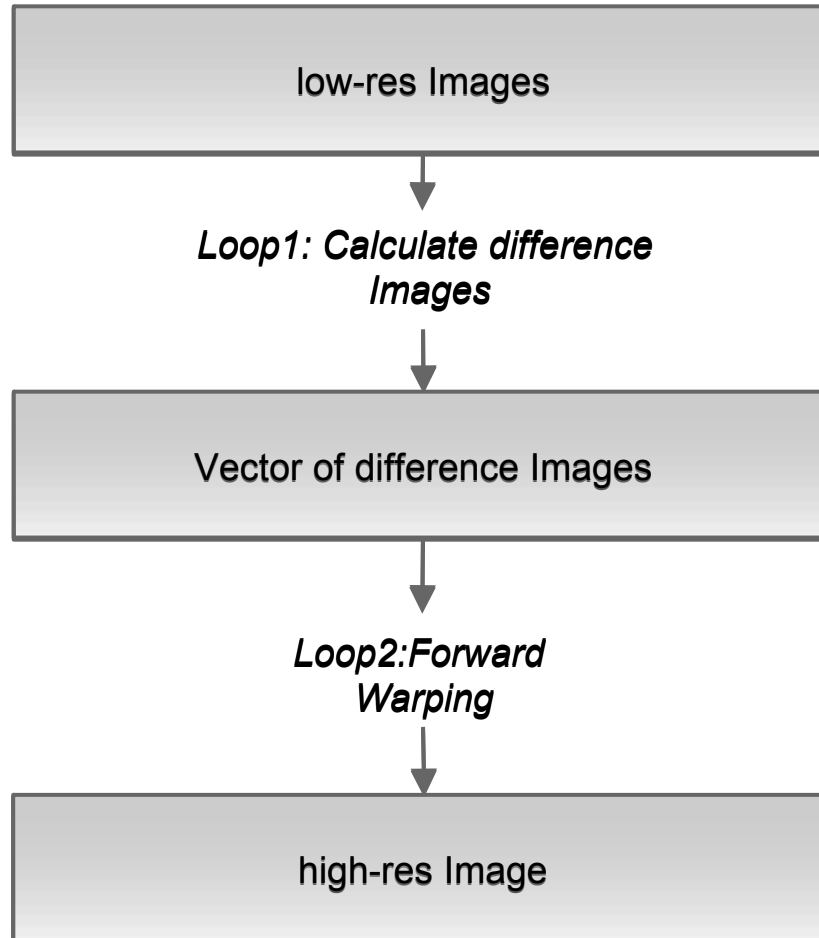 low-res Images
Loop1: Calculate difference
Images
Vector of difference Images
Loop2:Forward
Warping
high-res Image